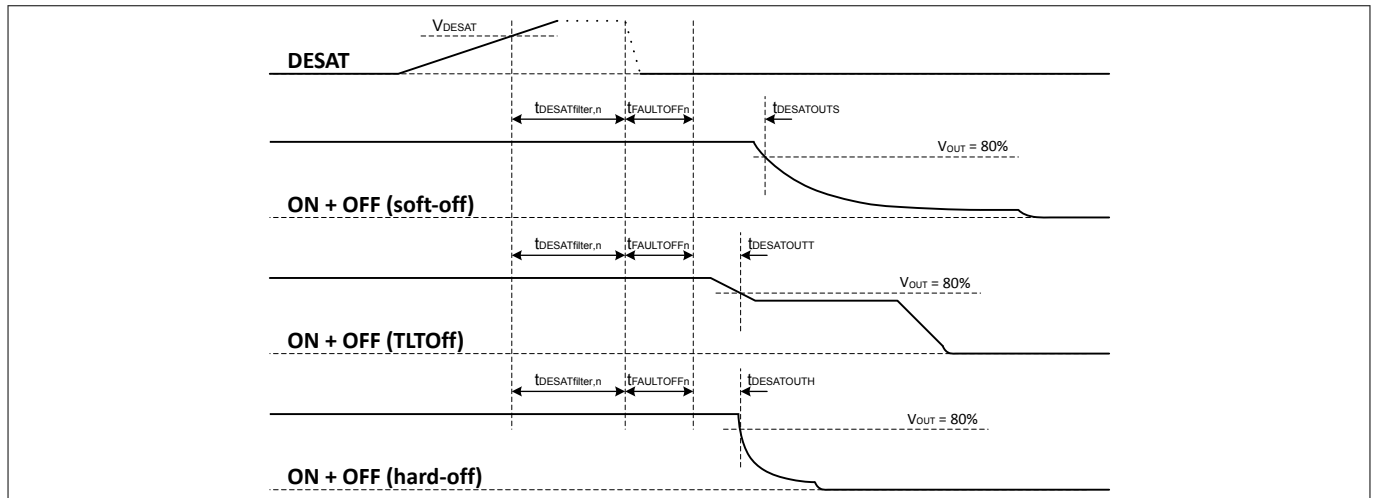 VDESAT
DESAT
tDESATfilter,n tFAULTOFFn tDESATOUTS
VOUT = 80%
ON + OFF (soft-off)
tDESATfilter,n tFAULTOFFn tDESATOUTT
VOUT = 80%
ON + OFF (TLTOff)
tDESATfilter,n tFAULTOFFn tDESATOUTH
VOUT = 80%
ON + OFF (hard-off)